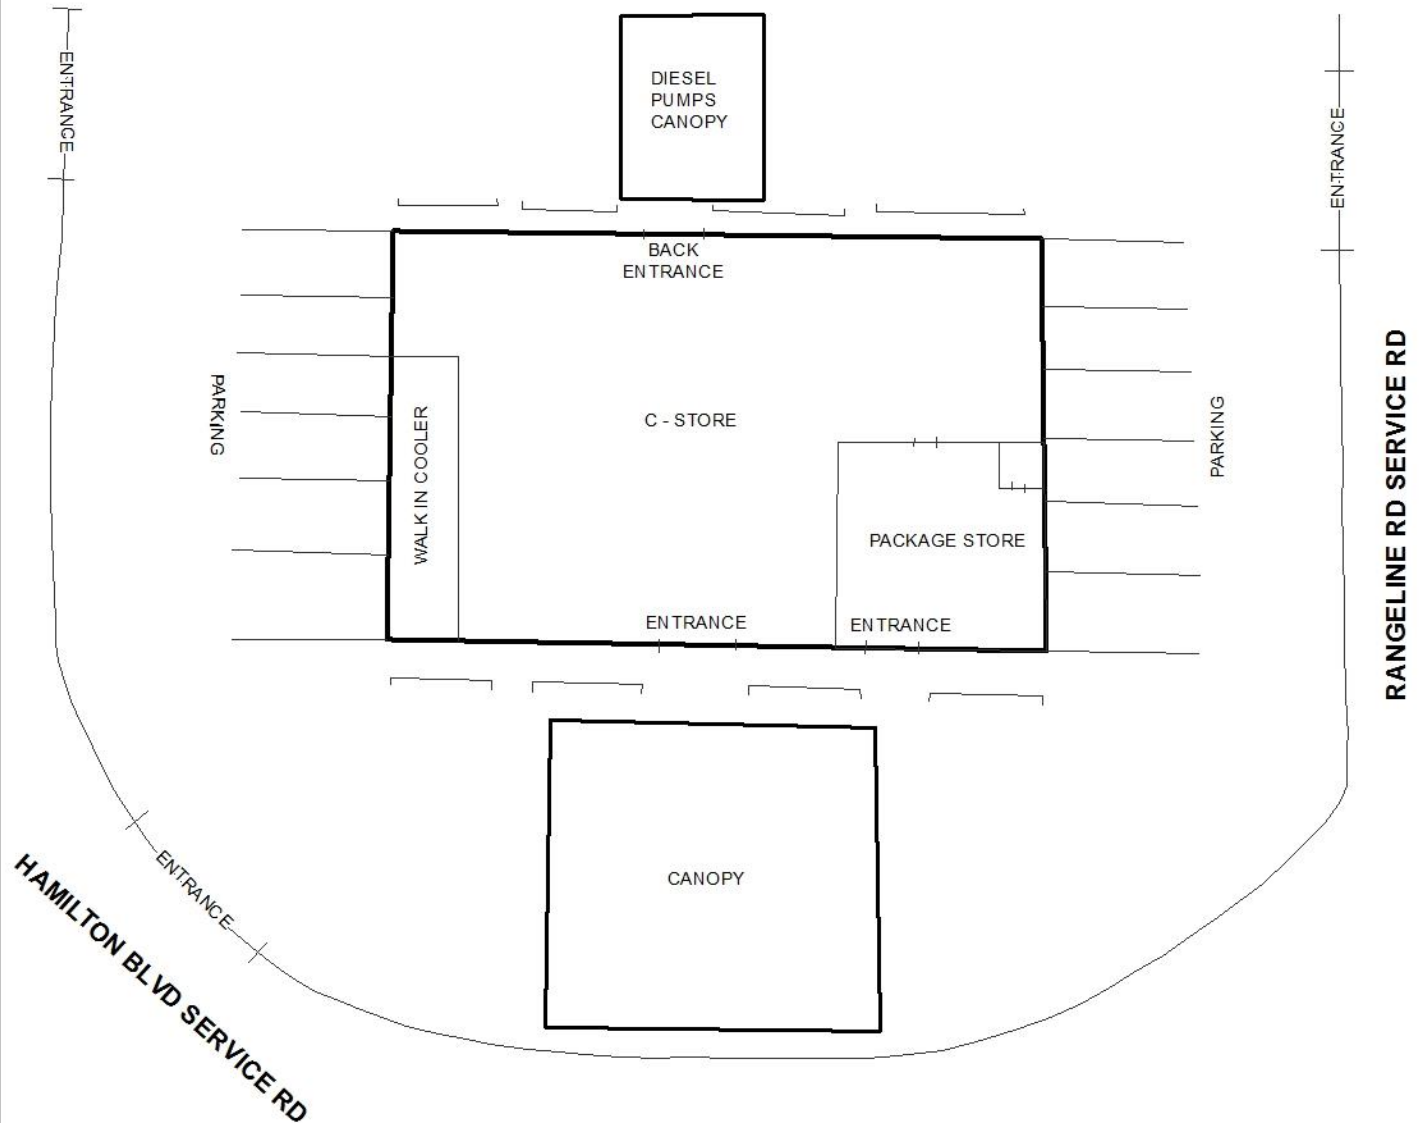 ENTRANCE
DIESEL
PUMPS
CANOPY
ENTRANCE
BACK
ENTRANCE
PARKING
WALK IN COOLER
C - STORE
PARKING
RANGELINE RD SERVICE RD
PACKAGE STORE
ENTRANCE
ENTRANCE
CANOPY
ENTRANCE
HAMILTON BLVD SERVICE RD